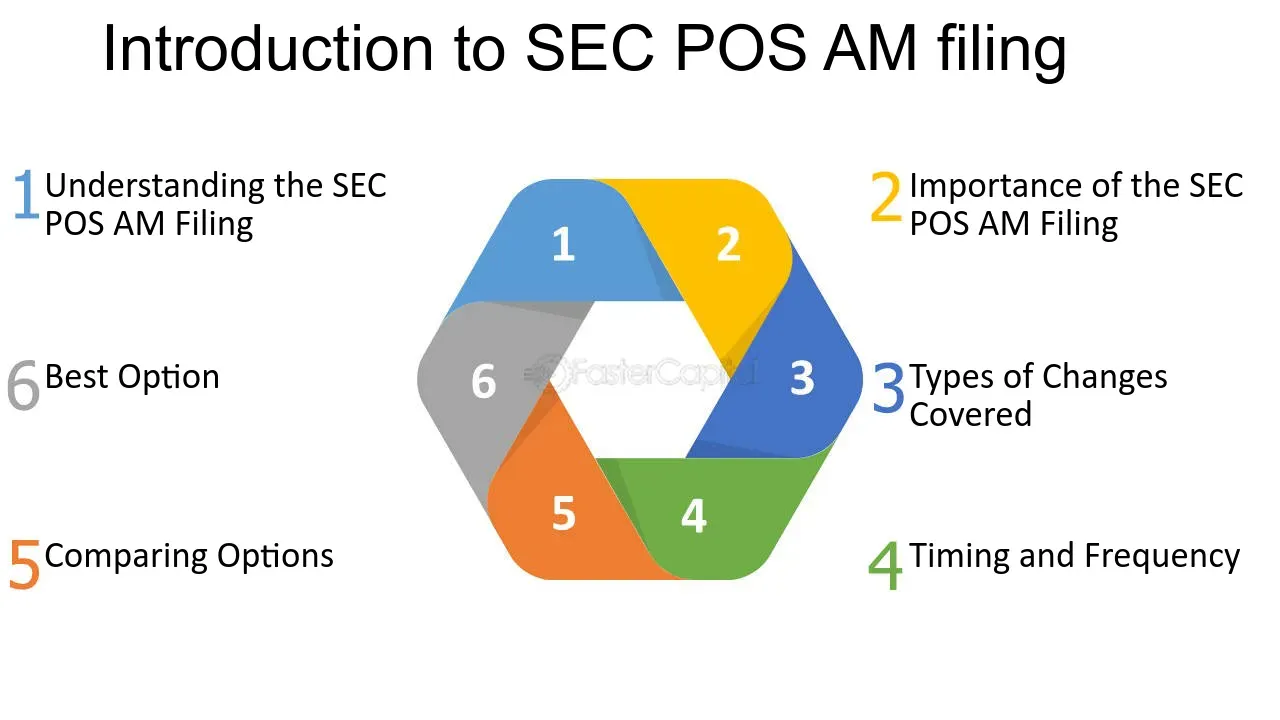 Introduction to SEC POS AM filing
1 Understanding the SEC
POS AM Filing
2 Importance of the SEC
POS AM Filing
3 Types of Changes
Covered
4 Timing and Frequency
5 Comparing Options
6 Best Option
1
2
3
4
5
6
FasterCapital